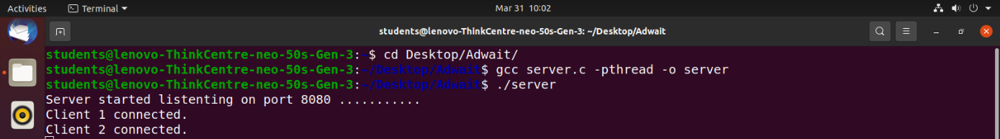 Activities
Terminal
Mar 31 10:02
students@lenovo-ThinkCentre-neo-50s-Gen-3: ~/Desktop/Adwait
students@lenovo-ThinkCentre-neo-50s-Gen-3:~$ cd Desktop/Adwait/
students@lenovo-ThinkCentre-neo-50s-Gen-3:~/Desktop/Adwait$ gcc server.c -pthread -o server
students@lenovo-ThinkCentre-neo-50s-Gen-3:~/Desktop/Adwait$ ./server
Server started listenting on port 8080 ...........
Client 1 connected.
Client 2 connected.